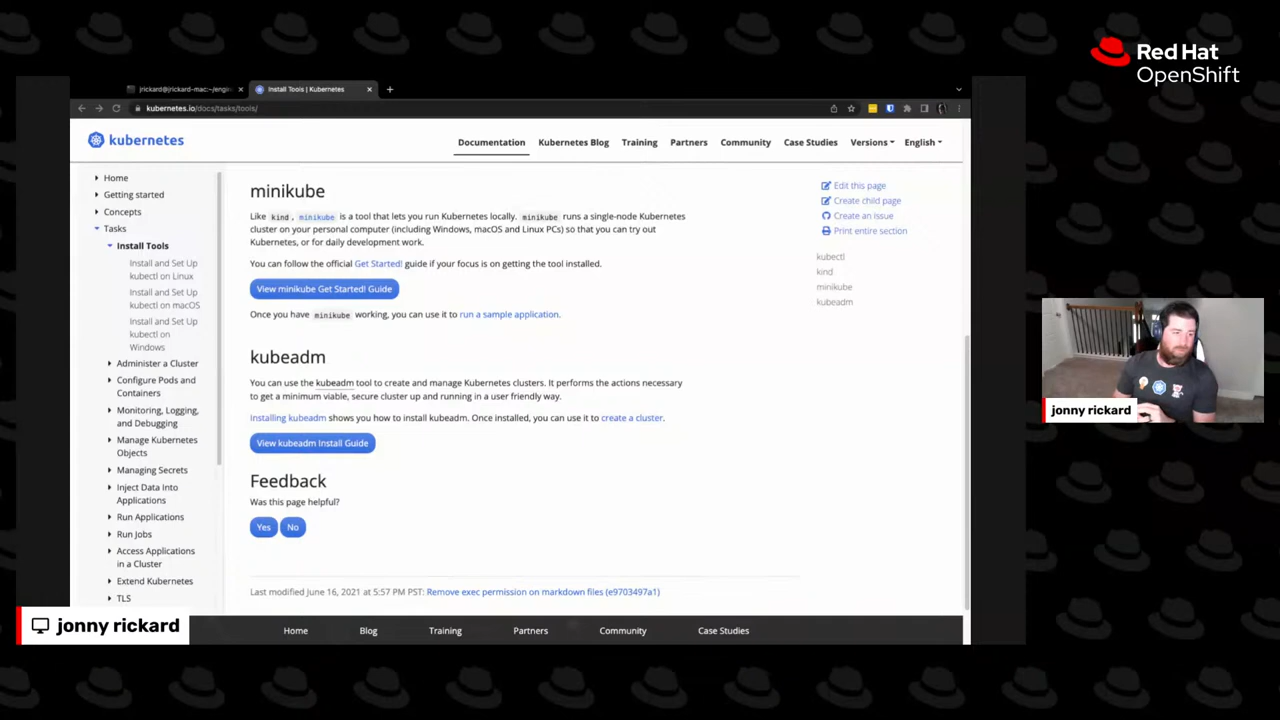 Red Hat
OpenShift
Install Tools | Kubernetes
kubernetes.io/docs/tasks/tools/
kubernetes
Documentation
Kubernetes Blog
Training
Partners
Community
Case Studies
Versions
English
Home
Getting started
Concepts
Tasks
Install Tools
Install and Set Up
kubectl on Linux
Install and Set Up
kubectl on macOS
Install and Set Up
kubectl on
Windows
Administer a Cluster
Configure Pods and
Containers
Monitoring, Logging,
and Debugging
Manage Kubernetes
Objects
Managing Secrets
Inject Data Into
Applications
Run Applications
Run Jobs
Access Applications
in a Cluster
Extend Kubernetes
TLS
minikube
Like kind, minikube is a tool that lets you run Kubernetes locally. minikube runs a single-node Kubernetes
cluster on your personal computer (including Windows, macOS and Linux PCs) so that you can try out
Kubernetes, or for daily development work.
You can follow the official Get Started! guide if your focus is on getting the tool installed.
View minikube Get Started! Guide
Once you have minikube working, you can use it to run a sample application.
kubeadm
You can use the kubeadm tool to create and manage Kubernetes clusters. It performs the actions necessary
to get a minimum viable, secure cluster up and running in a user friendly way.
Installing kubeadm shows you how to install kubeadm. Once installed, you can use it to create a cluster.
View kubeadm Install Guide
Feedback
Was this page helpful?
Yes
No
Last modified June 16, 2021 at 5:57 PM PST: Remove exec permission on markdown files (e9703497a1)
Edit this page
Create child page
Create an issue
Print entire section
kubectl
kind
minikube
kubeadm
Home
Blog
Training
Partners
Community
Case Studies
jonny rickard
jonny rickard